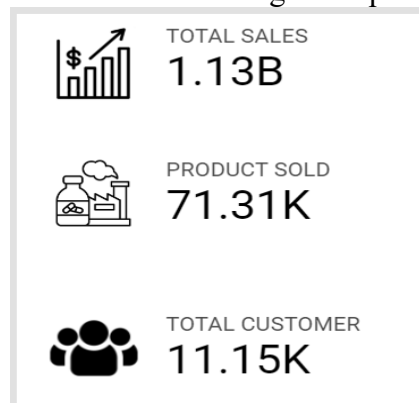 TOTAL SALES
$
1.13B
PRODUCT SOLD
71.31K
TOTAL CUSTOMER
11.15K